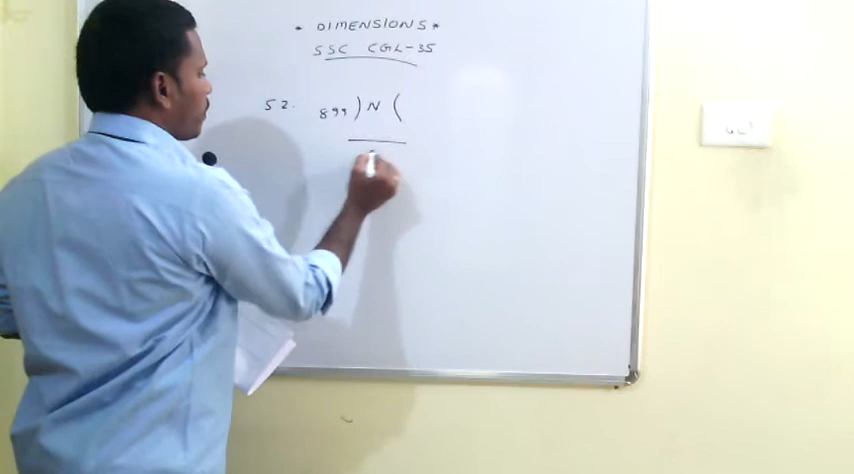 * DIMENSIONS *
SSC CGL-35
52. 899 ) N (